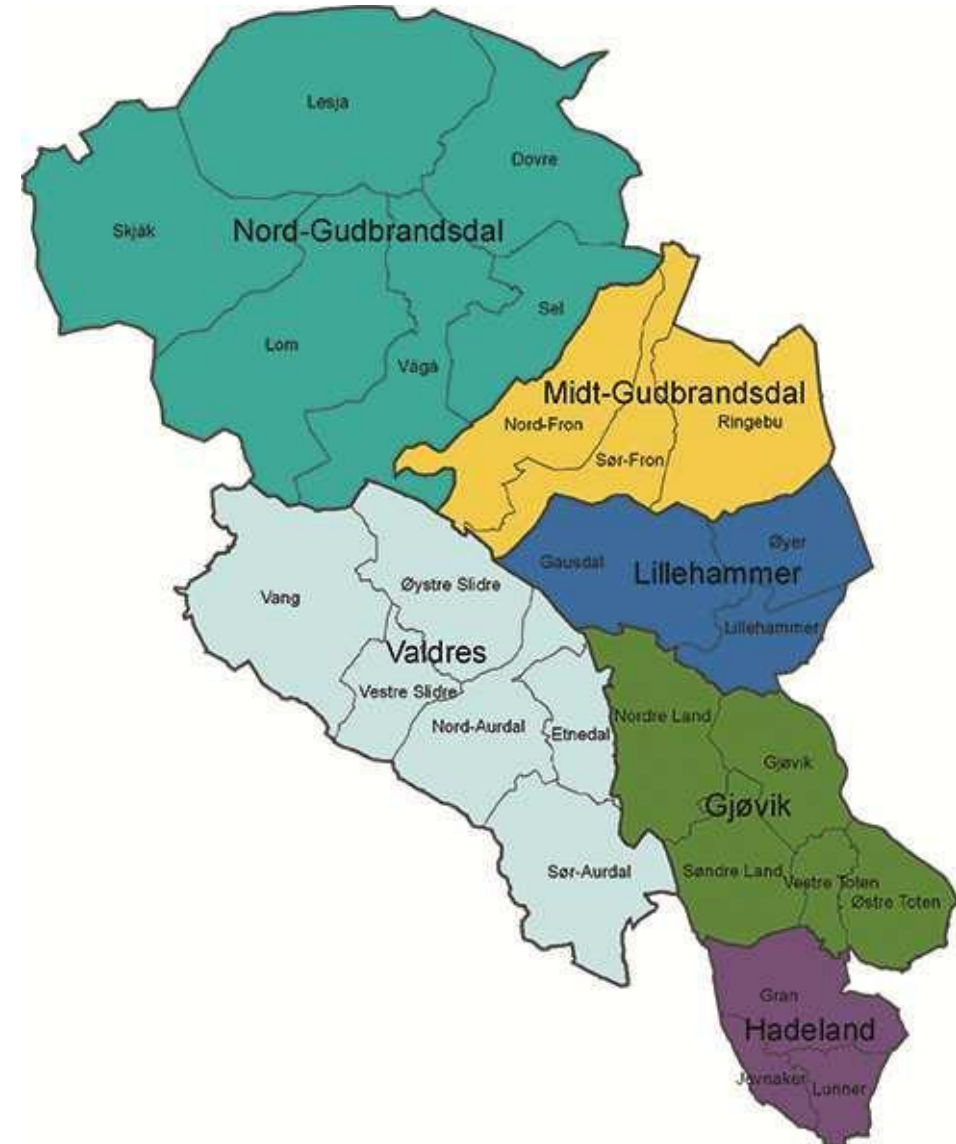 Lesja
Dovre
Skjåk
Nord-Gudbrandsdal
Sel
Lom
Vågå
Midt-Gudbrandsdal
Nord-Fron
Ringebu
Sør-Fron
Øyer
Gausdal
Lillehammer
Øystre Slidre
Vang
Lillehammer
Valdres
Vestre Slidre
Nordre Land
Nord-Aurdal
Etnedal
Gjøvik
Gjøvik
Sør-Aurdal
Søndre Land
Vestre Toten
Østre Toten
Gran
Hadeland
Jevnaker
Lunner